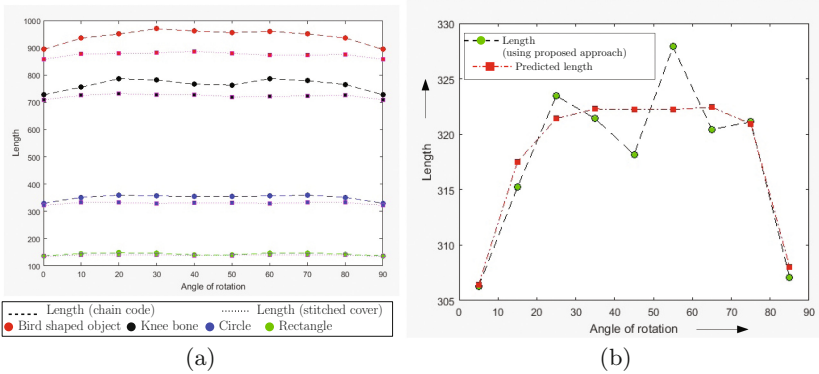 1000
900
800
700
600
500
400
300
200
100
0 10 20 30 40 50 60 70 80 90
Length
Angle of rotation
Length (chain code) Length (stitched cover)
Bird shaped object Knee bone Circle Rectangle
(a)
330
325
320
315
310
305
0 10 20 30 40 50 60 70 80 90
Length
Angle of rotation
Length
(using proposed approach)
Predicted length
(b)